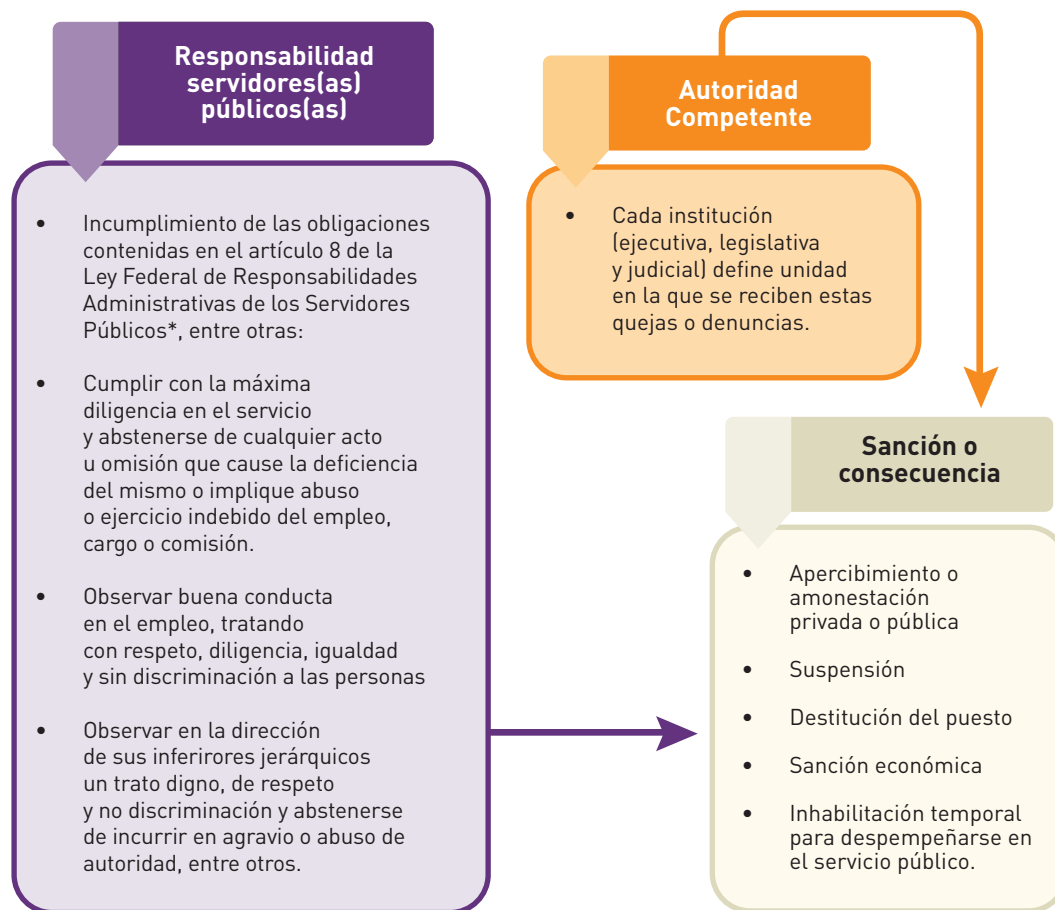 Responsabilidad
servidores(as)
públicos(as)
• Incumplimiento de las obligaciones
contenidas en el artículo 8 de la
Ley Federal de Responsabilidades
Administrativas de los Servidores
Públicos*, entre otras:
• Cumplir con la máxima
diligencia en el servicio
y abstenerse de cualquier acto
u omisión que cause la deficiencia
del mismo o implique abuso
o ejercicio indebido del empleo,
cargo o comisión.
• Observar buena conducta
en el empleo, tratando
con respeto, diligencia, igualdad
y sin discriminación a las personas
• Observar en la dirección
de sus inferirores jerárquicos
un trato digno, de respeto
y no discriminación y abstenerse
de incurrir en agravio o abuso de
autoridad, entre otros.
Autoridad
Competente
• Cada institución
(ejecutiva, legislativa
y judicial) define unidad
en la que se reciben estas
quejas o denuncias.
Sanción o
consecuencia
• Apercibimiento o
amonestación
privada o pública
• Suspensión
• Destitución del puesto
• Sanción económica
• Inhabilitación temporal
para despempeñarse en
el servicio público.